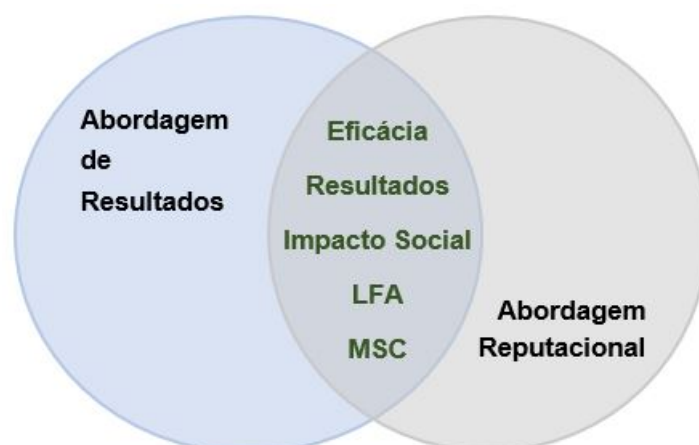 Abordagem
de
Resultados
Eficácia
Resultados
Impacto Social
LFA
MSC
Abordagem
Reputacional